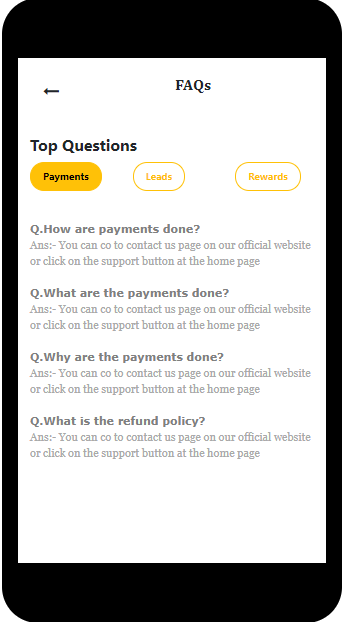 FAQs
Top Questions
Payments Leads Rewards
Q.How are payments done?
Ans:- You can co to contact us page on our official website
or click on the support button at the home page
Q.What are the payments done?
Ans:- You can co to contact us page on our official website
or click on the support button at the home page
Q.Why are the payments done?
Ans:- You can co to contact us page on our official website
or click on the support button at the home page
Q.What is the refund policy?
Ans:- You can co to contact us page on our official website
or click on the support button at the home page